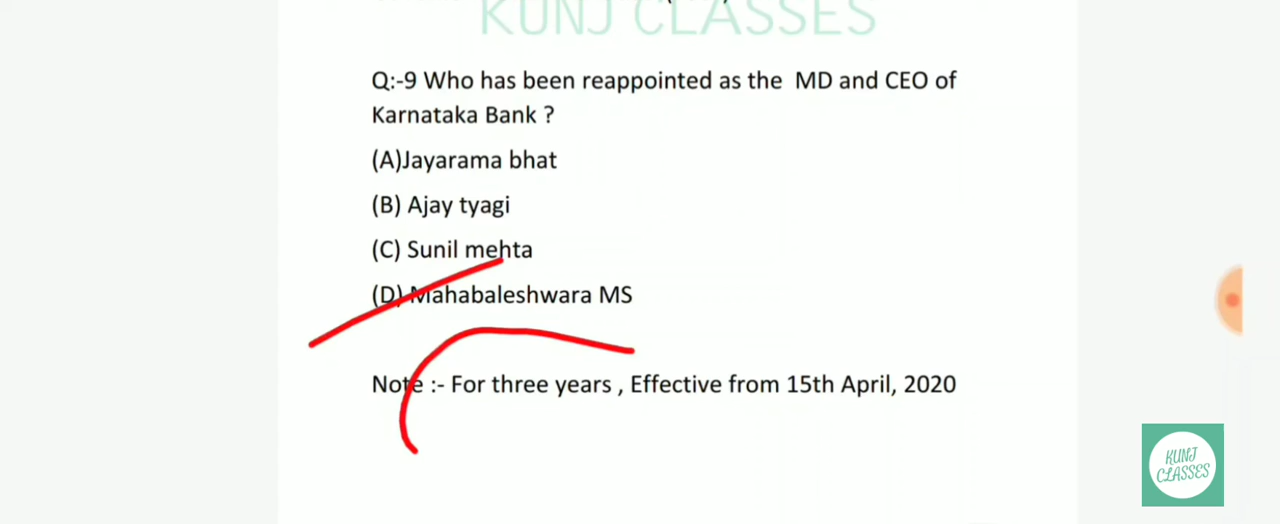 KUNJ CLASSES
Q:-9 Who has been reappointed as the MD and CEO of
Karnataka Bank ?
(A)Jayarama bhat
(B) Ajay tyagi
(C) Sunil mehta
(D) Mahabaleshwara MS
Note :- For three years , Effective from 15th April, 2020
KUNJ
CLASSES